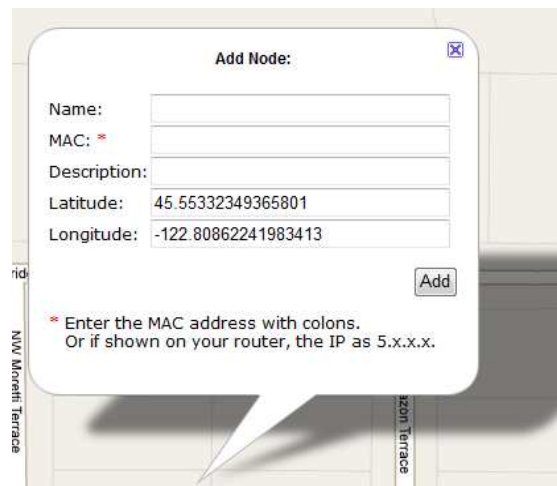 Add Node:
Name:
MAC: *
Description:
Latitude: 45.55332349365801
Longitude: -122.80862241983413
Add
* Enter the MAC address with colons.
Or if shown on your router, the IP as 5.x.x.x.
NW Moretti Terrace
Terrace